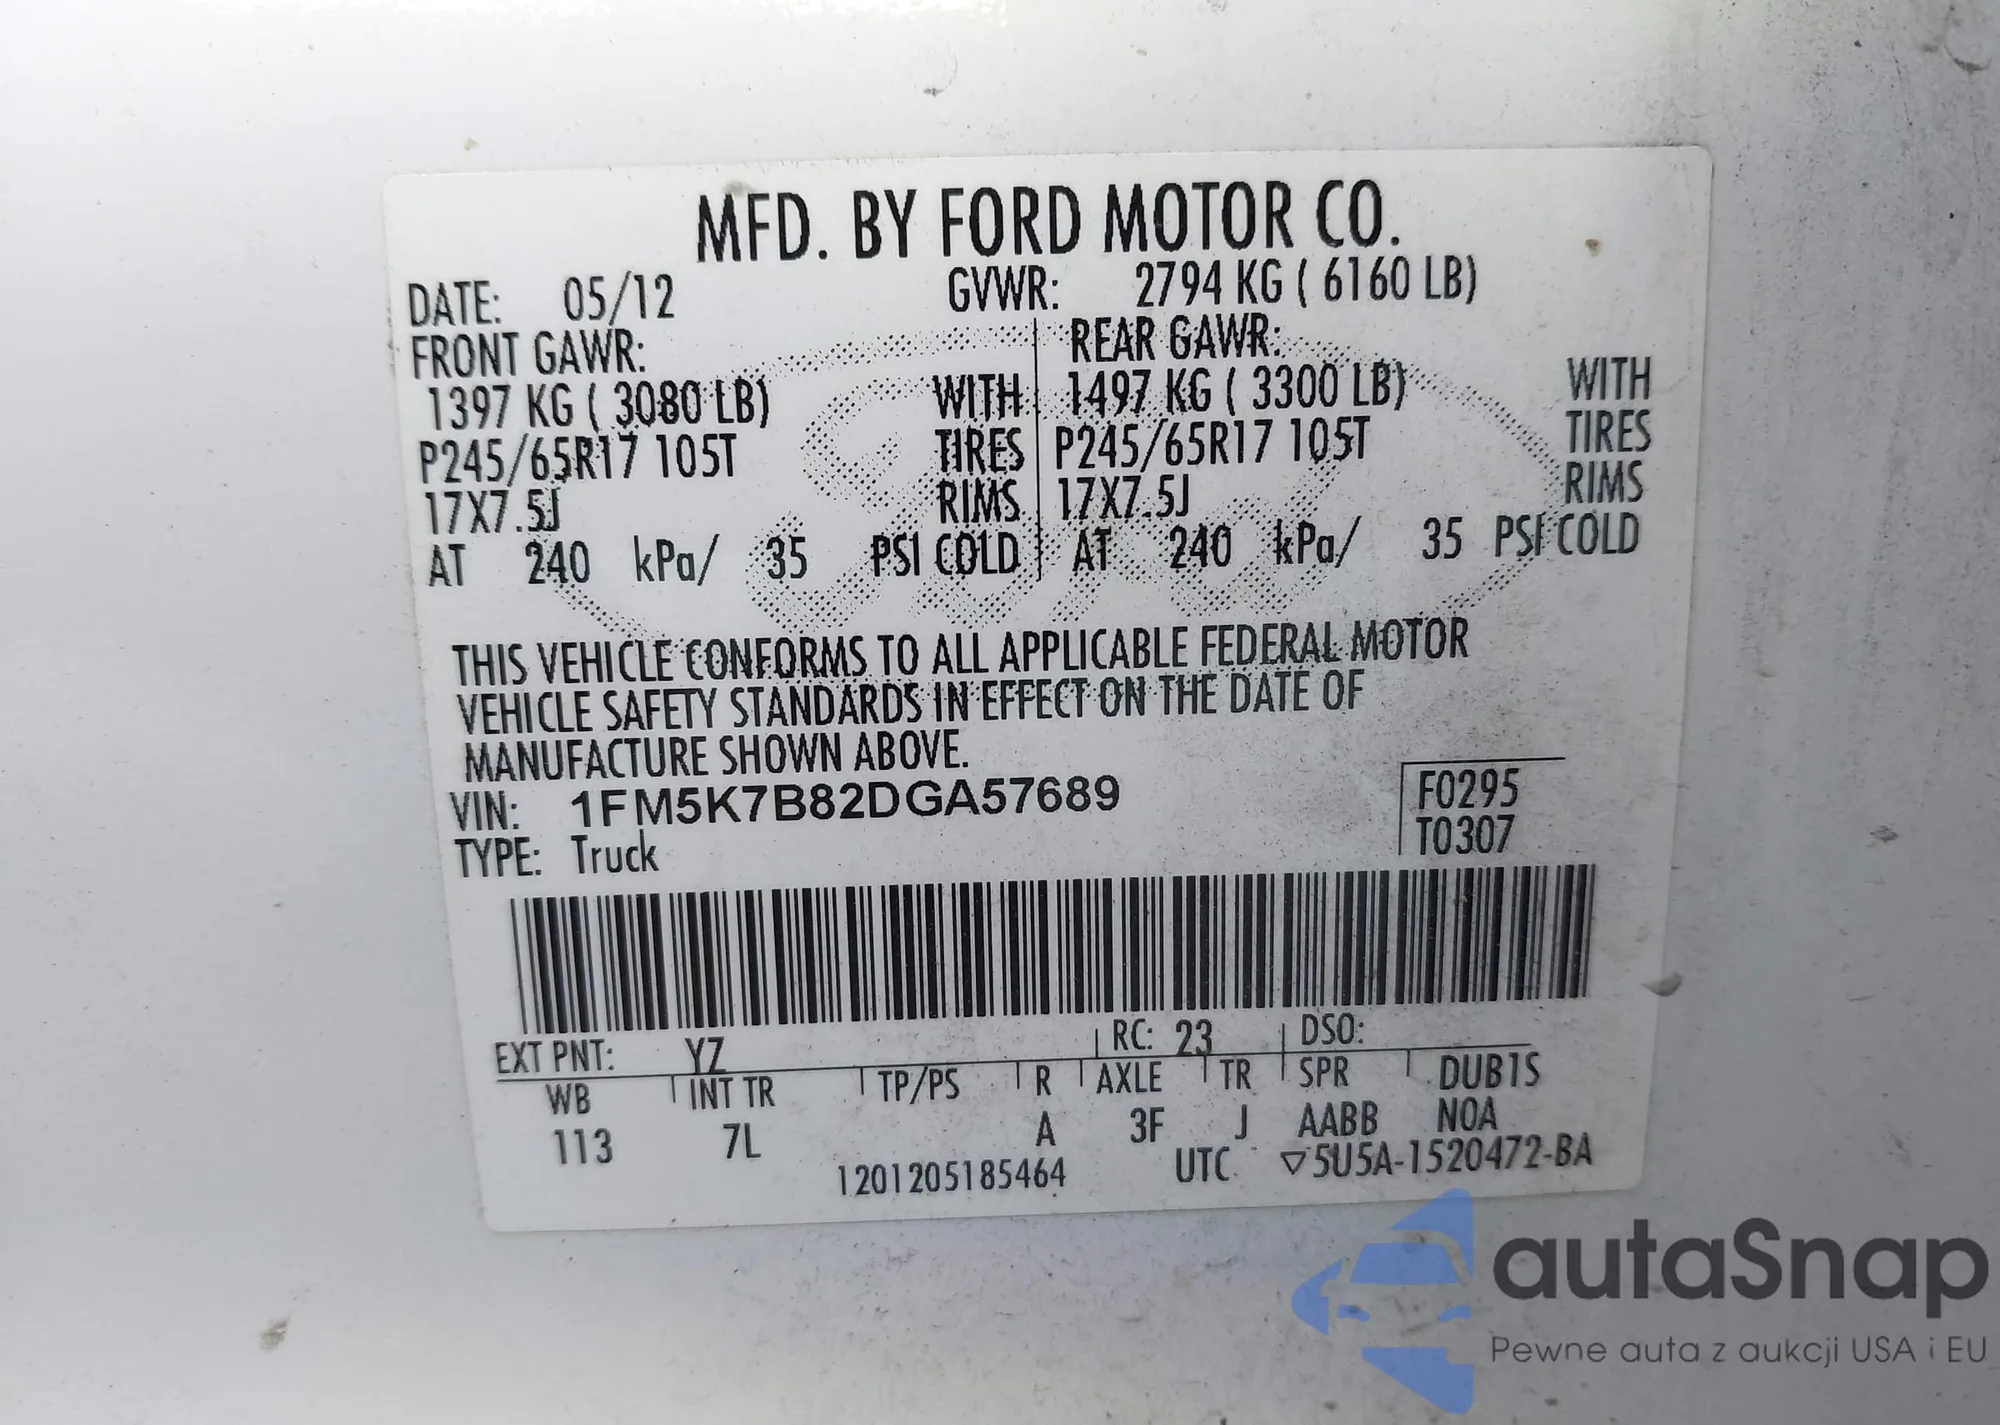 MFD. BY FORD MOTOR CO.
DATE: 05/12 GVWR: 2794 KG ( 6160 LB)
FRONT GAWR: REAR GAWR:
1397 KG ( 3080 LB) WITH 1497 KG ( 3300 LB) WITH
P245/65R17 105T TIRES P245/65R17 105T TIRES
17X7.5J RIMS 17X7.5J RIMS
AT 240 kPa/ 35 PSI COLD AT 240 kPa/ 35 PSI COLD
THIS VEHICLE CONFORMS TO ALL APPLICABLE FEDERAL MOTOR
VEHICLE SAFETY STANDARDS IN EFFECT ON THE DATE OF
MANUFACTURE SHOWN ABOVE.
VIN: 1FM5K7B82DGA57689 F0295
TYPE: Truck T0307
EXT PNT: YZ RC: 23 DSO:
WB INT TR TP/PS R AXLE TR SPR DUB1S
113 7L A 3F J AABB NOA
1201205185464 UTC ▽5U5A-1520472-BA
autaSnap
Pewne auta z aukcji USA i EU